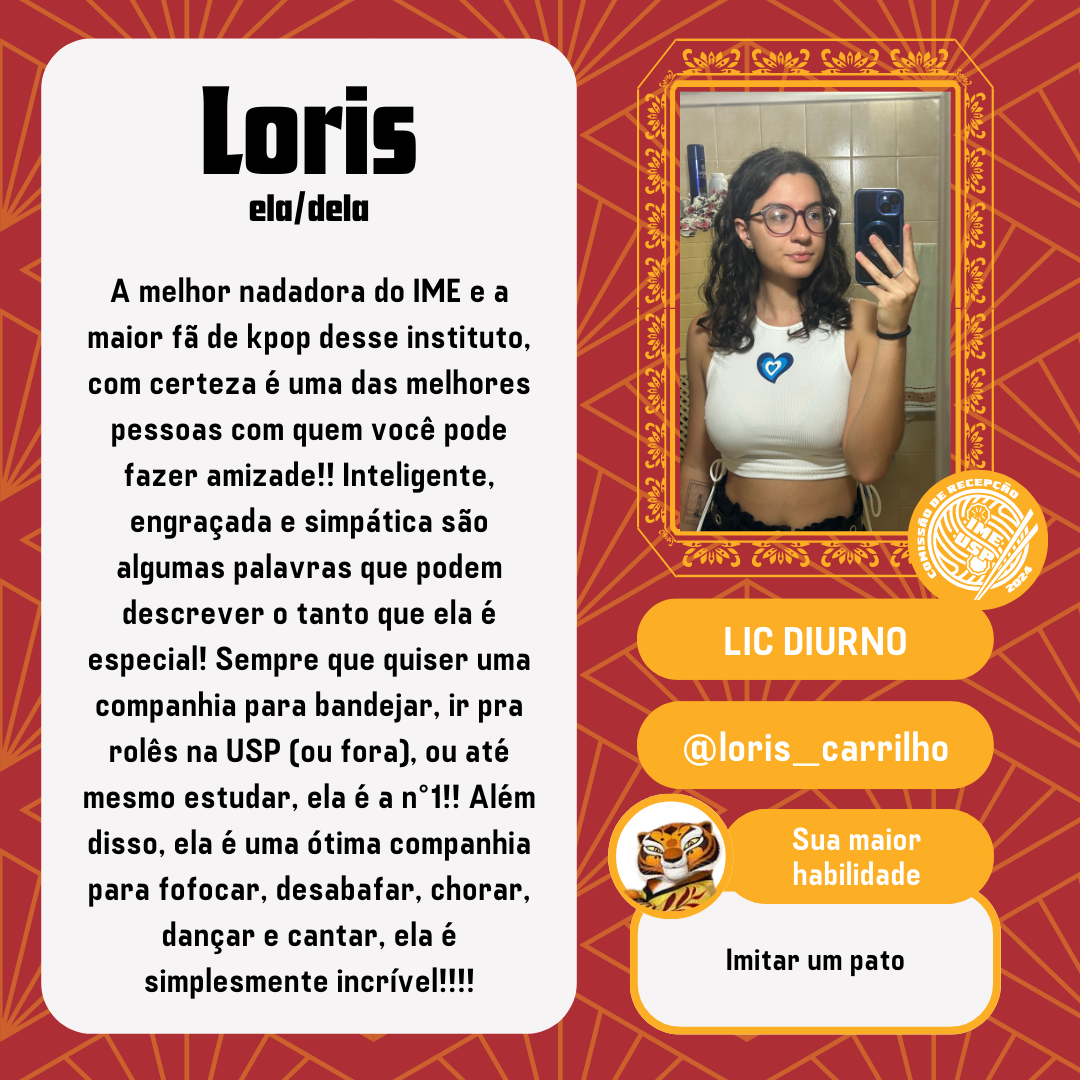 Loris
ela/dela
A melhor nadadora do IME e a
maior fã de kpop desse instituto,
com certeza é uma das melhores
pessoas com quem você pode
fazer amizade!! Inteligente,
engraçada e simpática são
algumas palavras que podem
descrever o tanto que ela é
especial! Sempre que quiser uma
companhia para bandejar, ir pra
rolês na USP (ou fora), ou até
mesmo estudar, ela é a n°1!! Além
disso, ela é uma ótima companhia
para fofocar, desabafar, chorar,
dançar e cantar, ela é
simplesmente incrível!!!!
COMISSÃO DE RECEPÇÃO
IME
USP
2024
LIC DIURNO
@loris_carrilho
Sua maior
habilidade
Imitar um pato